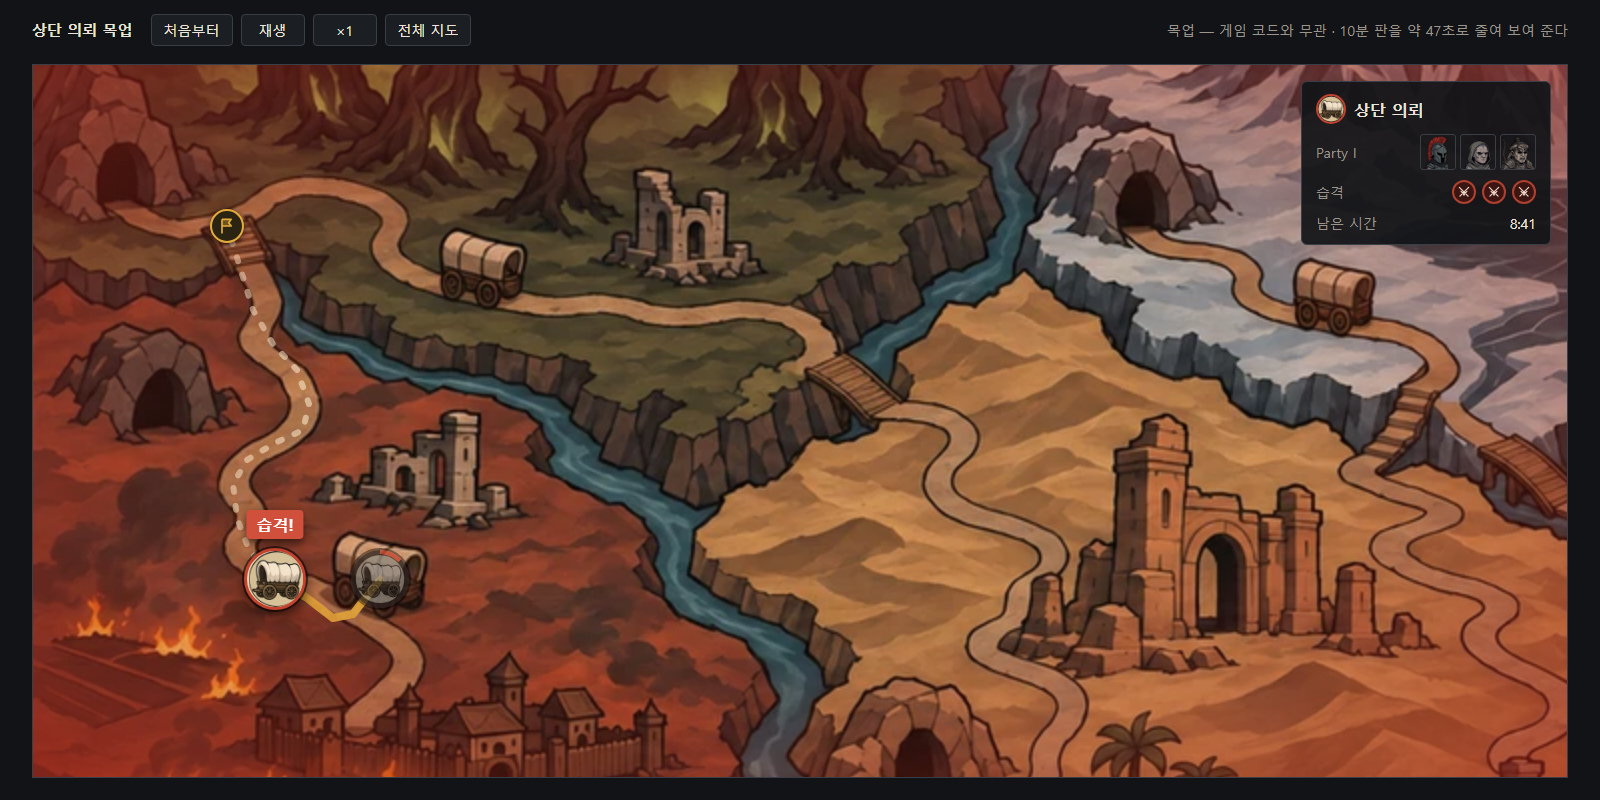 상단 의뢰 목업
처음부터
재생
×1
전체 지도
목업 — 게임 코드와 무관 · 10분 판을 약 47초로 줄여 보여 준다
상단 의뢰
Party I
습격
남은 시간
8:41
습격!